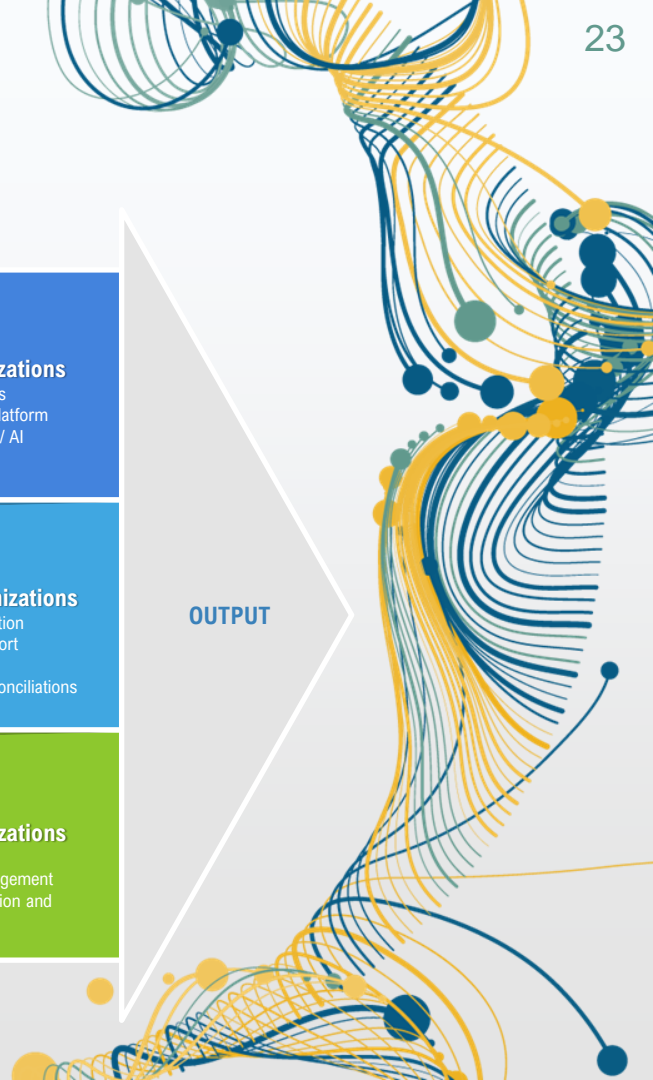 23
zations
s
latform
/ AI
nizations
tion
ort
onciliations
OUTPUT
zations
gement
ion and